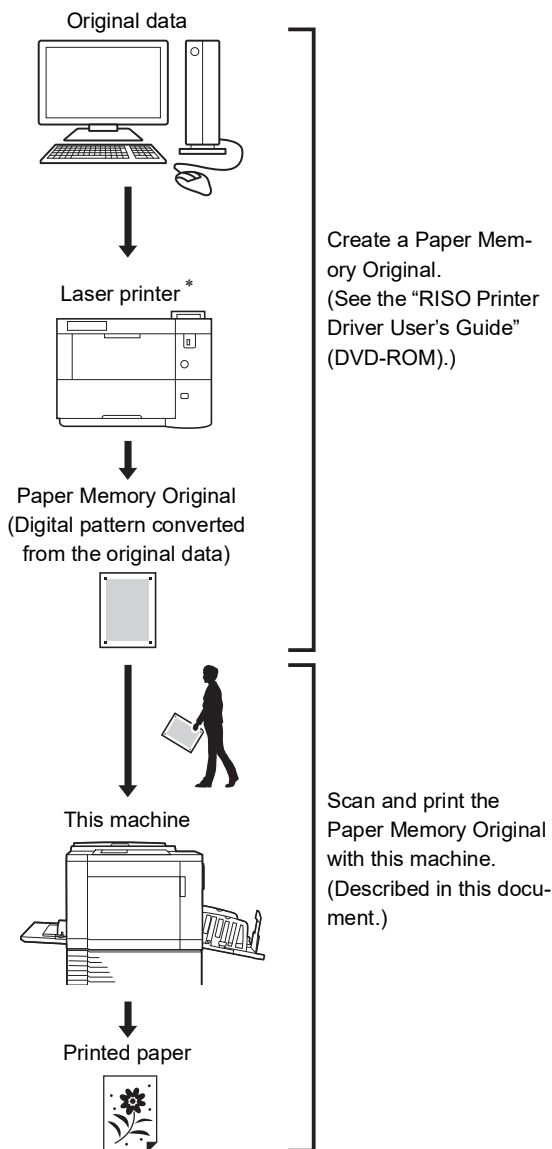 Original data
Laser printer *
Create a Paper Mem-
ory Original.
(See the “RISO Printer
Driver User’s Guide”
(DVD-ROM).)
Paper Memory Original
(Digital pattern converted
from the original data)
This machine
Scan and print the
Paper Memory Original
with this machine.
(Described in this docu-
ment.)
Printed paper